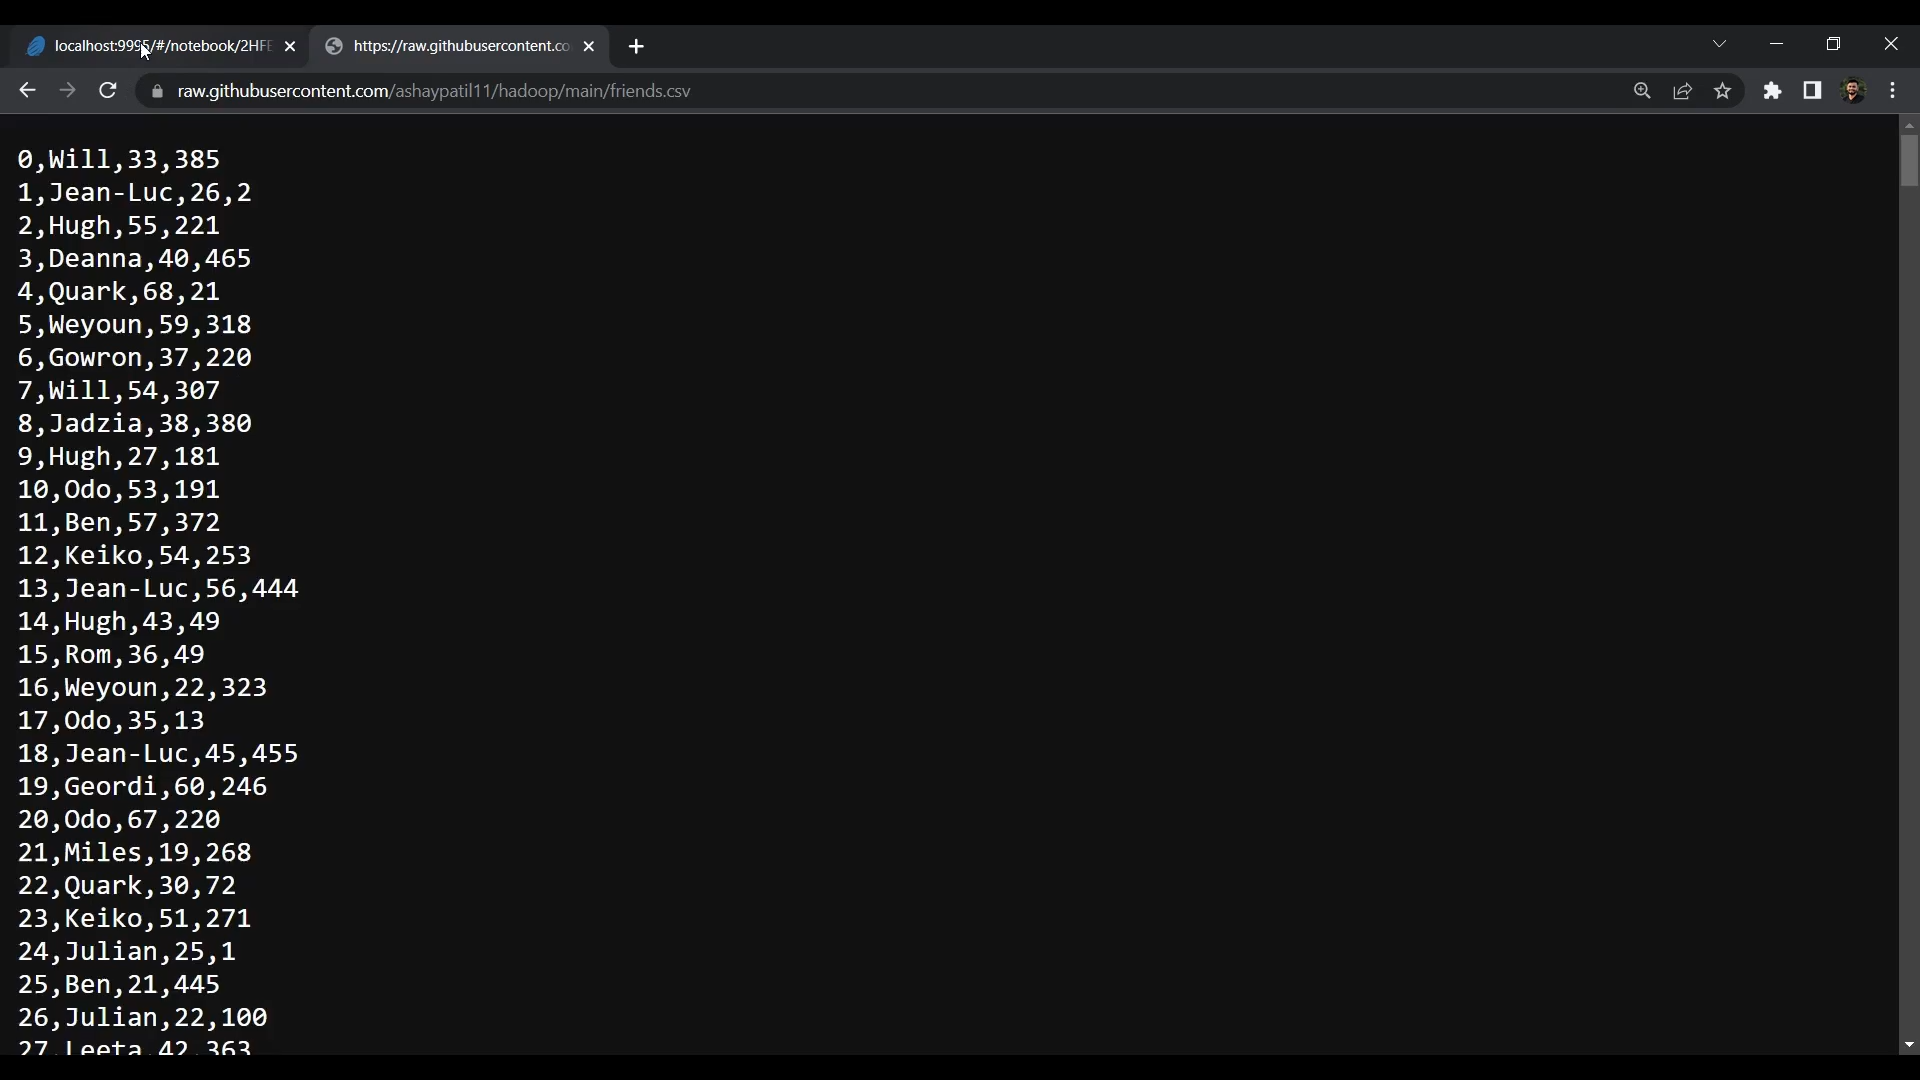 localhost:9995/#/notebook/2HFE
https://raw.githubusercontent.co
raw.githubusercontent.com/ashaypatil11/hadoop/main/friends.csv
0,Will,33,385
1,Jean-Luc,26,2
2,Hugh,55,221
3,Deanna,40,465
4,Quark,68,21
5,Weyoun,59,318
6,Gowron,37,220
7,Will,54,307
8,Jadzia,38,380
9,Hugh,27,181
10,Odo,53,191
11,Ben,57,372
12,Keiko,54,253
13,Jean-Luc,56,444
14,Hugh,43,49
15,Rom,36,49
16,Weyoun,22,323
17,Odo,35,13
18,Jean-Luc,45,455
19,Geordi,60,246
20,Odo,67,220
21,Miles,19,268
22,Quark,30,72
23,Keiko,51,271
24,Julian,25,1
25,Ben,21,445
26,Julian,22,100
27,Leeta,42,363